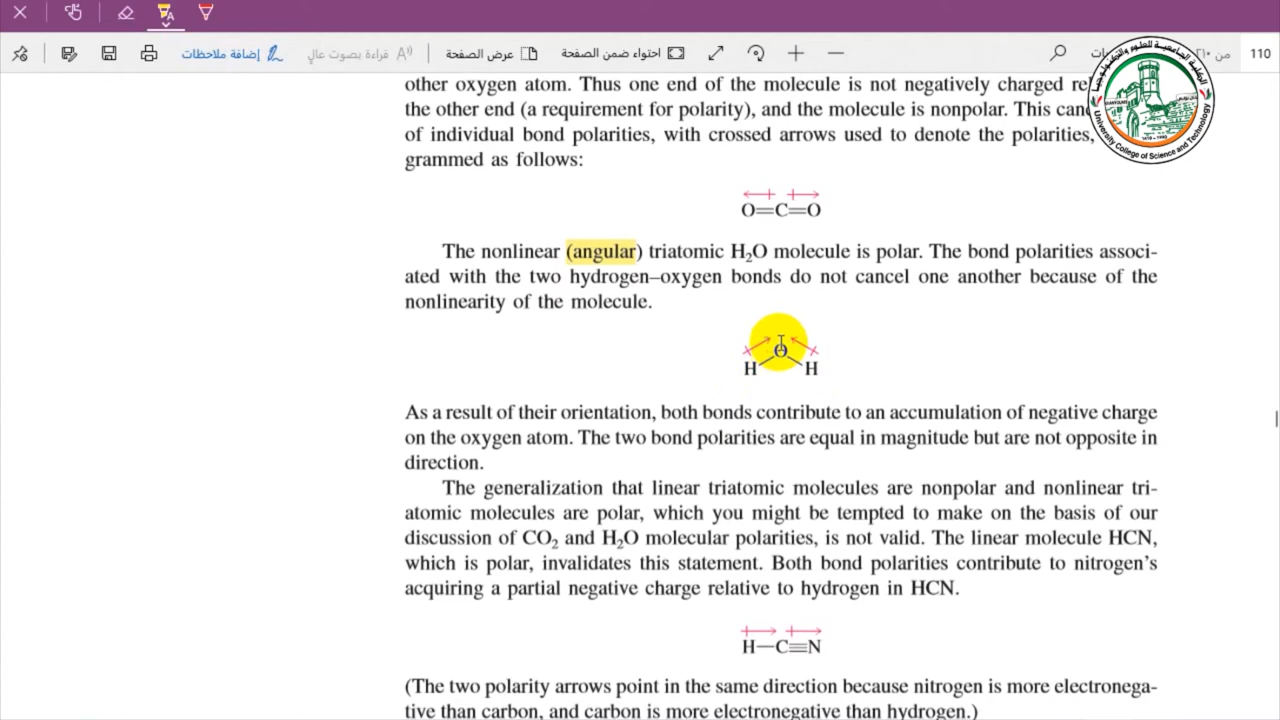 إضافة ملاحظات
قراءة بصوت عالٍ
عرض الصفحة
احتواء ضمن الصفحة
من
110
University College of Science and Technology
other oxygen atom. Thus one end of the molecule is not negatively charged
the other end (a requirement for polarity), and the molecule is nonpolar. This
of individual bond polarities, with crossed arrows used to denote the polarities,
grammed as follows:
O=C=O
The nonlinear (angular) triatomic H₂O molecule is polar. The bond polarities associ-
ated with the two hydrogen–oxygen bonds do not cancel one another because of the
nonlinearity of the molecule.
O
H H
As a result of their orientation, both bonds contribute to an accumulation of negative charge
on the oxygen atom. The two bond polarities are equal in magnitude but are not opposite in
direction.
The generalization that linear triatomic molecules are nonpolar and nonlinear tri-
atomic molecules are polar, which you might be tempted to make on the basis of our
discussion of CO₂ and H₂O molecular polarities, is not valid. The linear molecule HCN,
which is polar, invalidates this statement. Both bond polarities contribute to nitrogen's
acquiring a partial negative charge relative to hydrogen in HCN.
H—C≡N
(The two polarity arrows point in the same direction because nitrogen is more electronega-
tive than carbon, and carbon is more electronegative than hydrogen.)